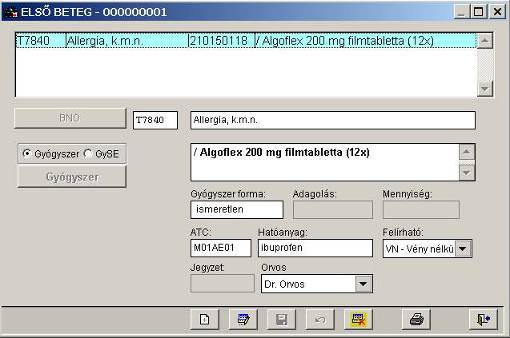 ELSŐ BETEG - 000000001
T7840 Allergia, k.m.n. 210150118 / Algoflex 200 mg filmtabletta (12x)
BNO T7840 Allergia, k.m.n.
Gyógyszer GySE / Algoflex 200 mg filmtabletta (12x)
Gyógyszer
Gyógyszer forma: Adagolás: Mennyiség:
ismeretlen
ATC: Hatóanyag: Felírható:
M01AE01 ibuprofen VN - Vény nélkü
Jegyzet: Orvos
Dr. Orvos